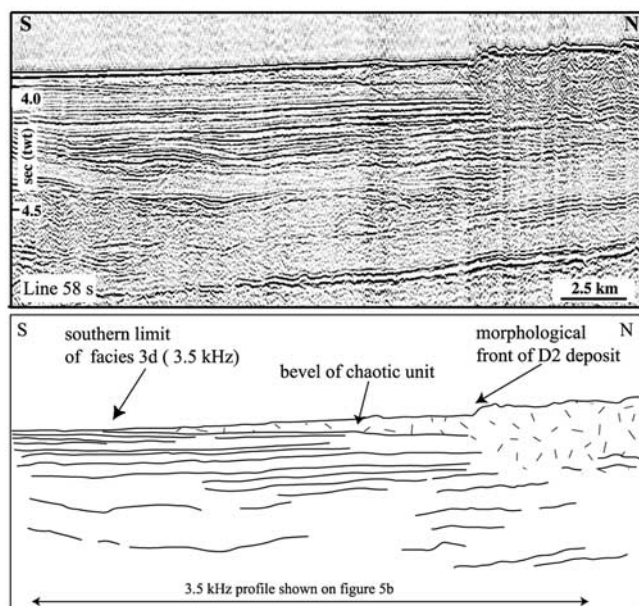 S N
4.0
sec (twt)
4.5
Line 58 s
2.5 km
S N
southern limit
of facies 3d ( 3.5 kHz)
morphological
front of D2 deposit
bevel of chaotic unit
3.5 kHz profile shown on figure 5b